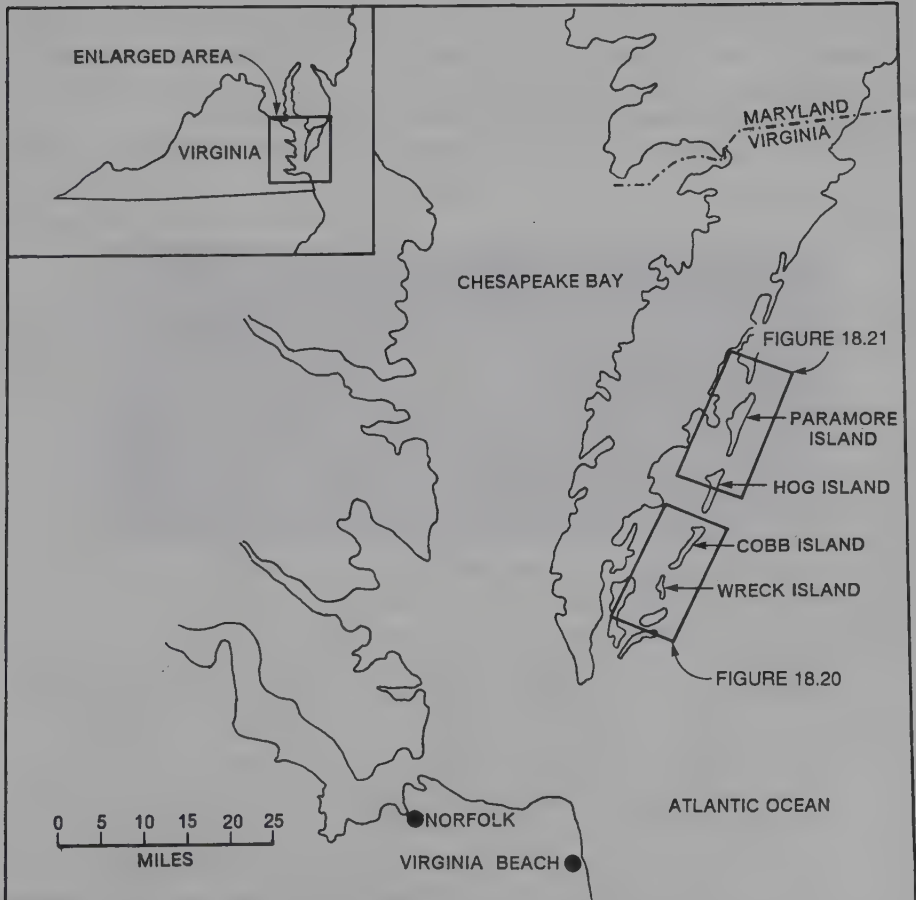 ENLARGED AREA
VIRGINIA
MARYLAND
VIRGINIA
CHESAPEAKE BAY
FIGURE 18.21
PARAMORE
ISLAND
HOG ISLAND
COBB ISLAND
WRECK ISLAND
FIGURE 18.20
ATLANTIC OCEAN
0 5 10 15 20 25
MILES
NORFOLK
VIRGINIA BEACH